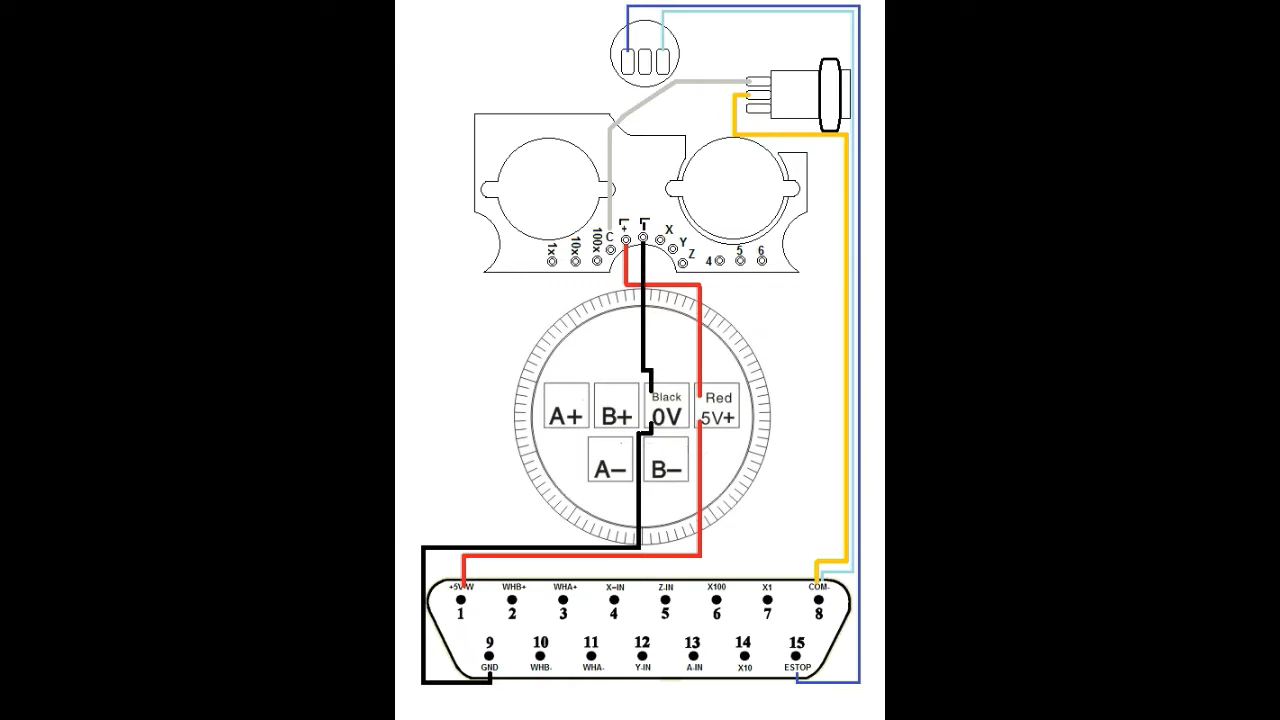 L+ L-
1x 10x 100x C X Y Z 4 5 6
Black Red
A+ B+ 0V 5V+
A− B−
+5V/W WHB+ WHA+ X-IN Z-IN X100 X1 COM-
1 2 3 4 5 6 7 8
9 10 11 12 13 14 15
GND WHB- WHA- Y-IN A-IN X10 ESTOP